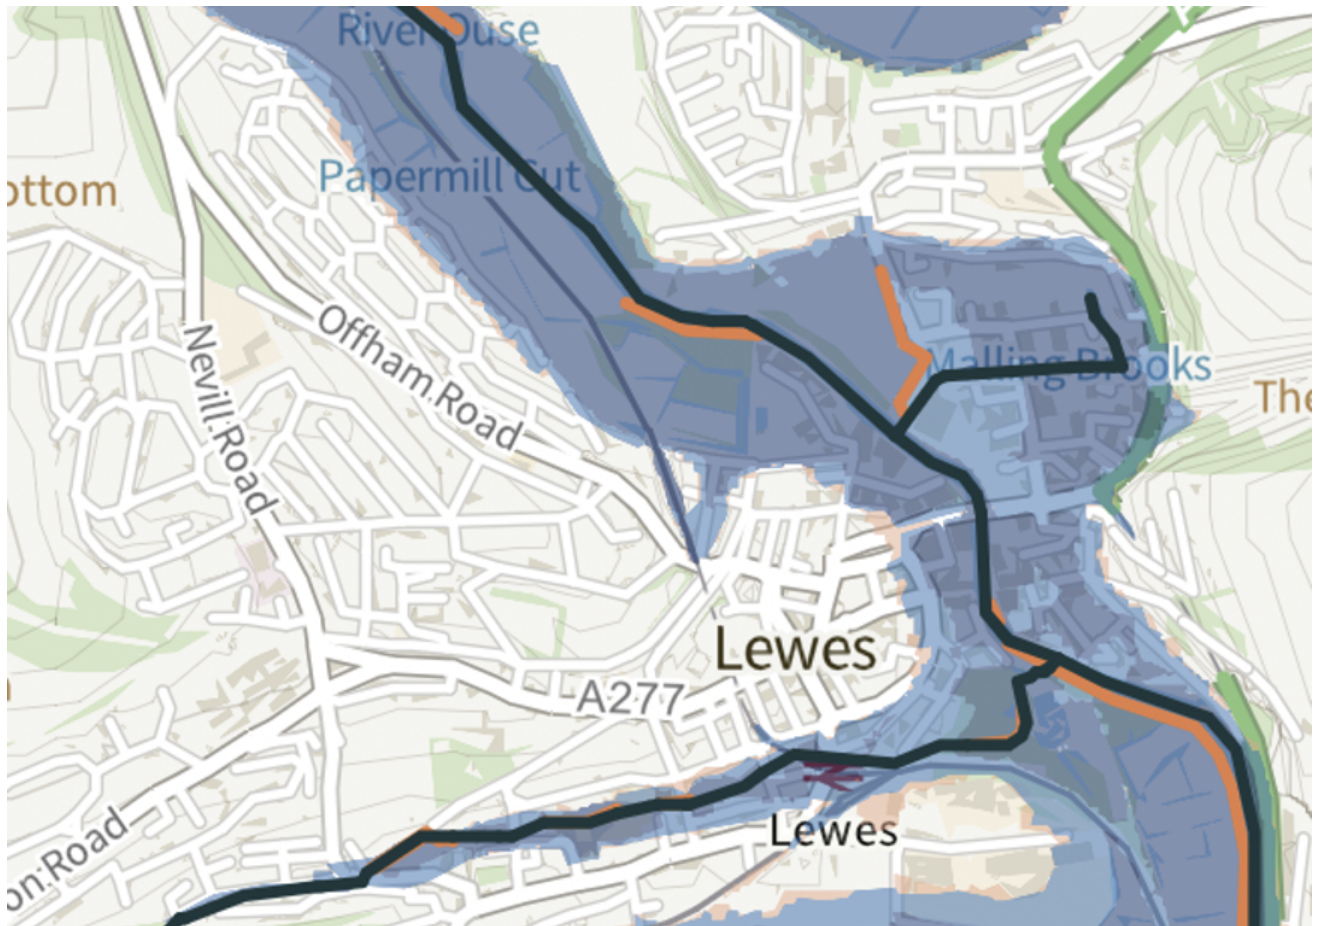 River Ouse
Papermill Cut
ottom
Offham Road
Nevill Road
Malling Brooks
The
Lewes
A277
Lewes
on Road